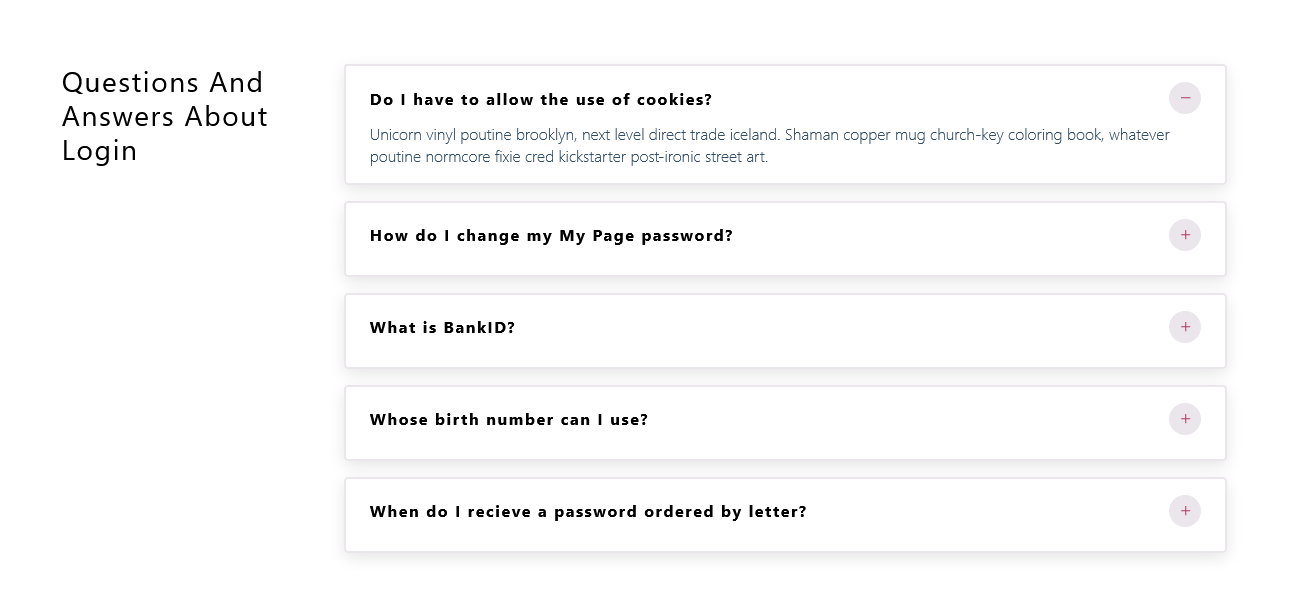 Questions And
Answers About
Login
Do I have to allow the use of cookies?
Unicorn vinyl poutine brooklyn, next level direct trade iceland. Shaman copper mug church-key coloring book, whatever
poutine normcore fixie cred kickstarter post-ironic street art.
How do I change my My Page password?
What is BankID?
Whose birth number can I use?
When do I recieve a password ordered by letter?